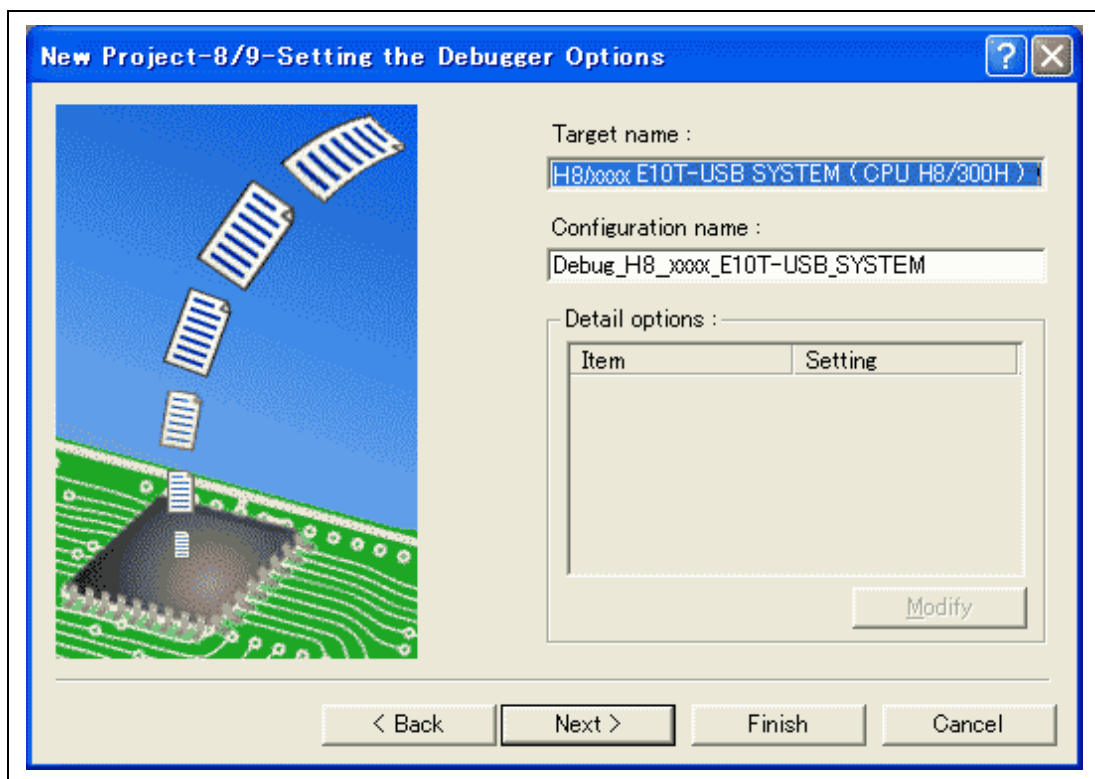 New Project-8/9-Setting the Debugger Options
Target name :
H8/xxxx E10T-USB SYSTEM ( CPU H8/300H )
Configuration name :
Debug_H8_xxxx_E10T-USB_SYSTEM
Detail options :
Item Setting
Modify
< Back Next > Finish Cancel